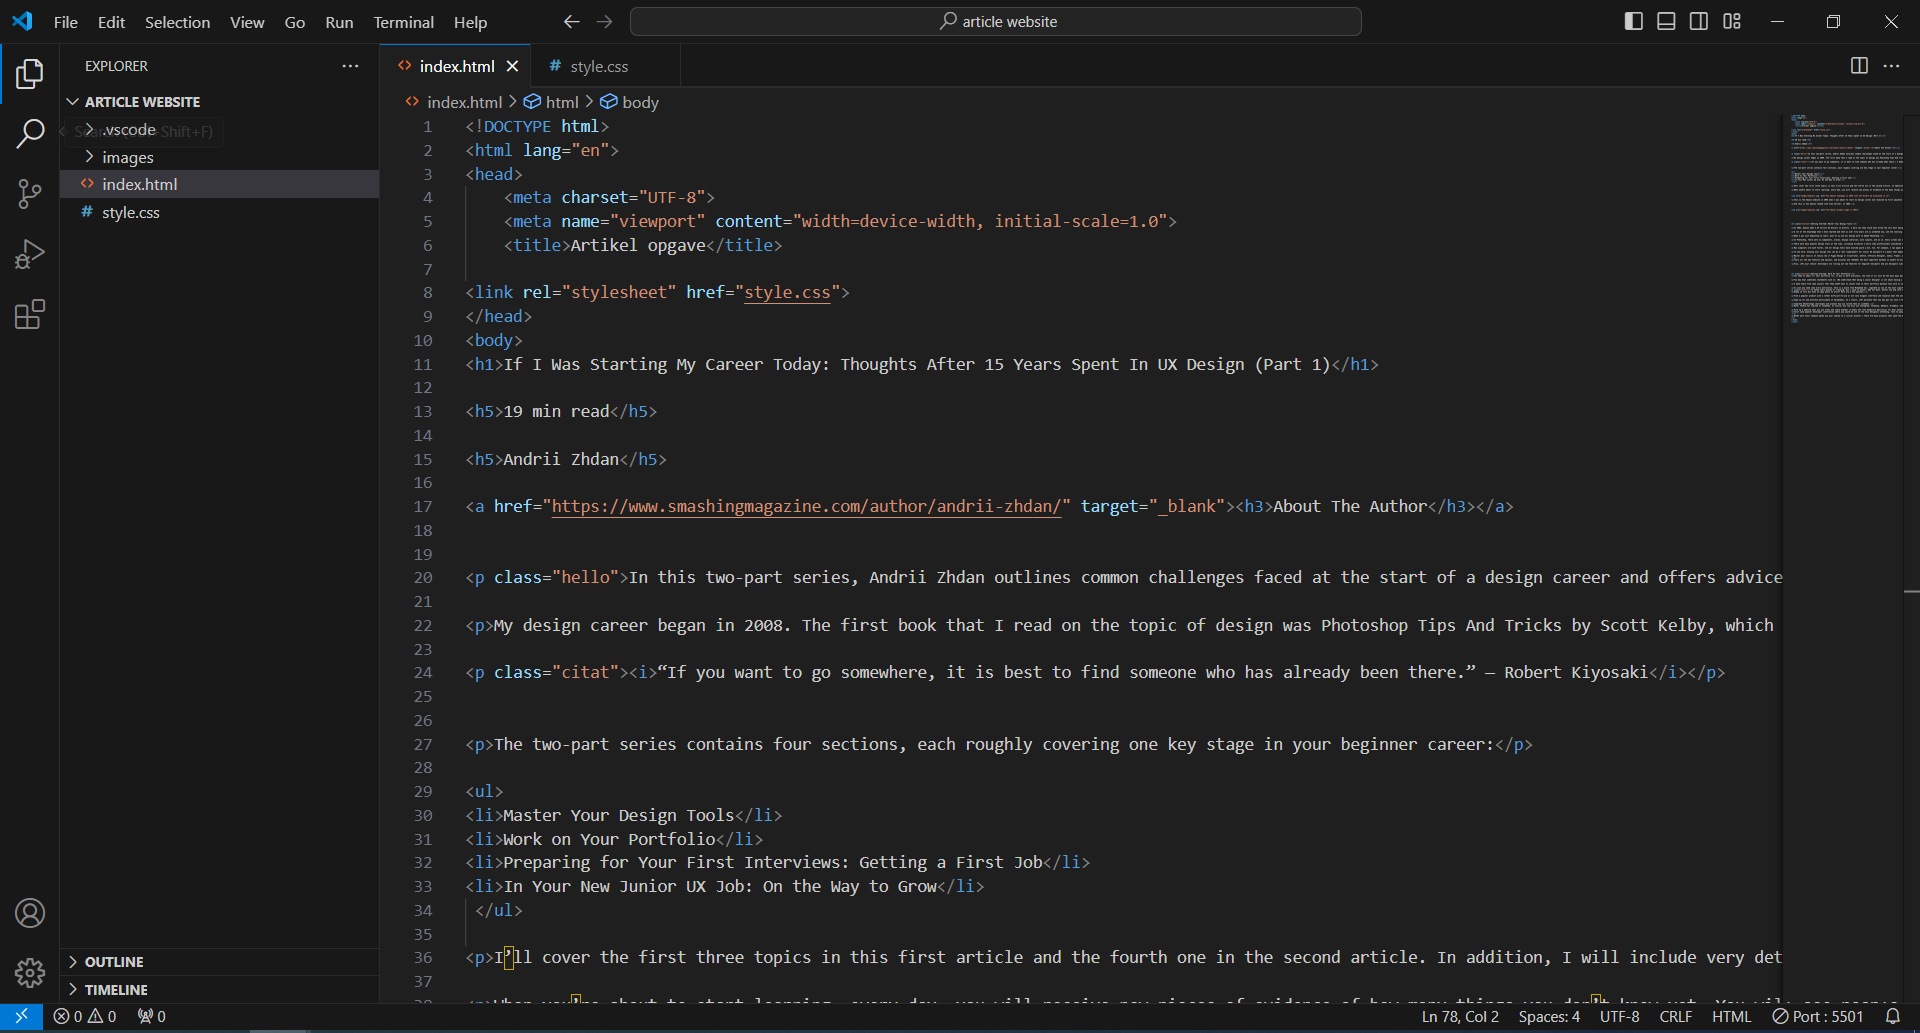 File Edit Selection View Go Run Terminal Help
article website
EXPLORER
ARTICLE WEBSITE
.vscode
images
index.html
style.css
OUTLINE
TIMELINE
index.html style.css
index.html > html > body
1 <!DOCTYPE html>
2 <html lang="en">
3 <head>
4 <meta charset="UTF-8">
5 <meta name="viewport" content="width=device-width, initial-scale=1.0">
6 <title>Artikel opgave</title>
7
8 <link rel="stylesheet" href="style.css">
9 </head>
10 <body>
11 <h1>If I Was Starting My Career Today: Thoughts After 15 Years Spent In UX Design (Part 1)</h1>
12
13 <h5>19 min read</h5>
14
15 <h5>Andrii Zhdan</h5>
16
17 <a href="https://www.smashingmagazine.com/author/andrii-zhdan/" target="_blank"><h3>About The Author</h3></a>
18
19
20 <p class="hello">In this two-part series, Andrii Zhdan outlines common challenges faced at the start of a design career and offers advice
21
22 <p>My design career began in 2008. The first book that I read on the topic of design was Photoshop Tips And Tricks by Scott Kelby, which
23
24 <p class="citat"><i>“If you want to go somewhere, it is best to find someone who has already been there.” — Robert Kiyosaki</i></p>
25
26
27 <p>The two-part series contains four sections, each roughly covering one key stage in your beginner career:</p>
28
29 <ul>
30 <li>Master Your Design Tools</li>
31 <li>Work on Your Portfolio</li>
32 <li>Preparing for Your First Interviews: Getting a First Job</li>
33 <li>In Your New Junior UX Job: On the Way to Grow</li>
34 </ul>
35
36 <p>I’ll cover the first three topics in this first article and the fourth one in the second article. In addition, I will include very det
37
0 0 0
Ln 78, Col 2 Spaces: 4 UTF-8 CRLF HTML Port : 5501